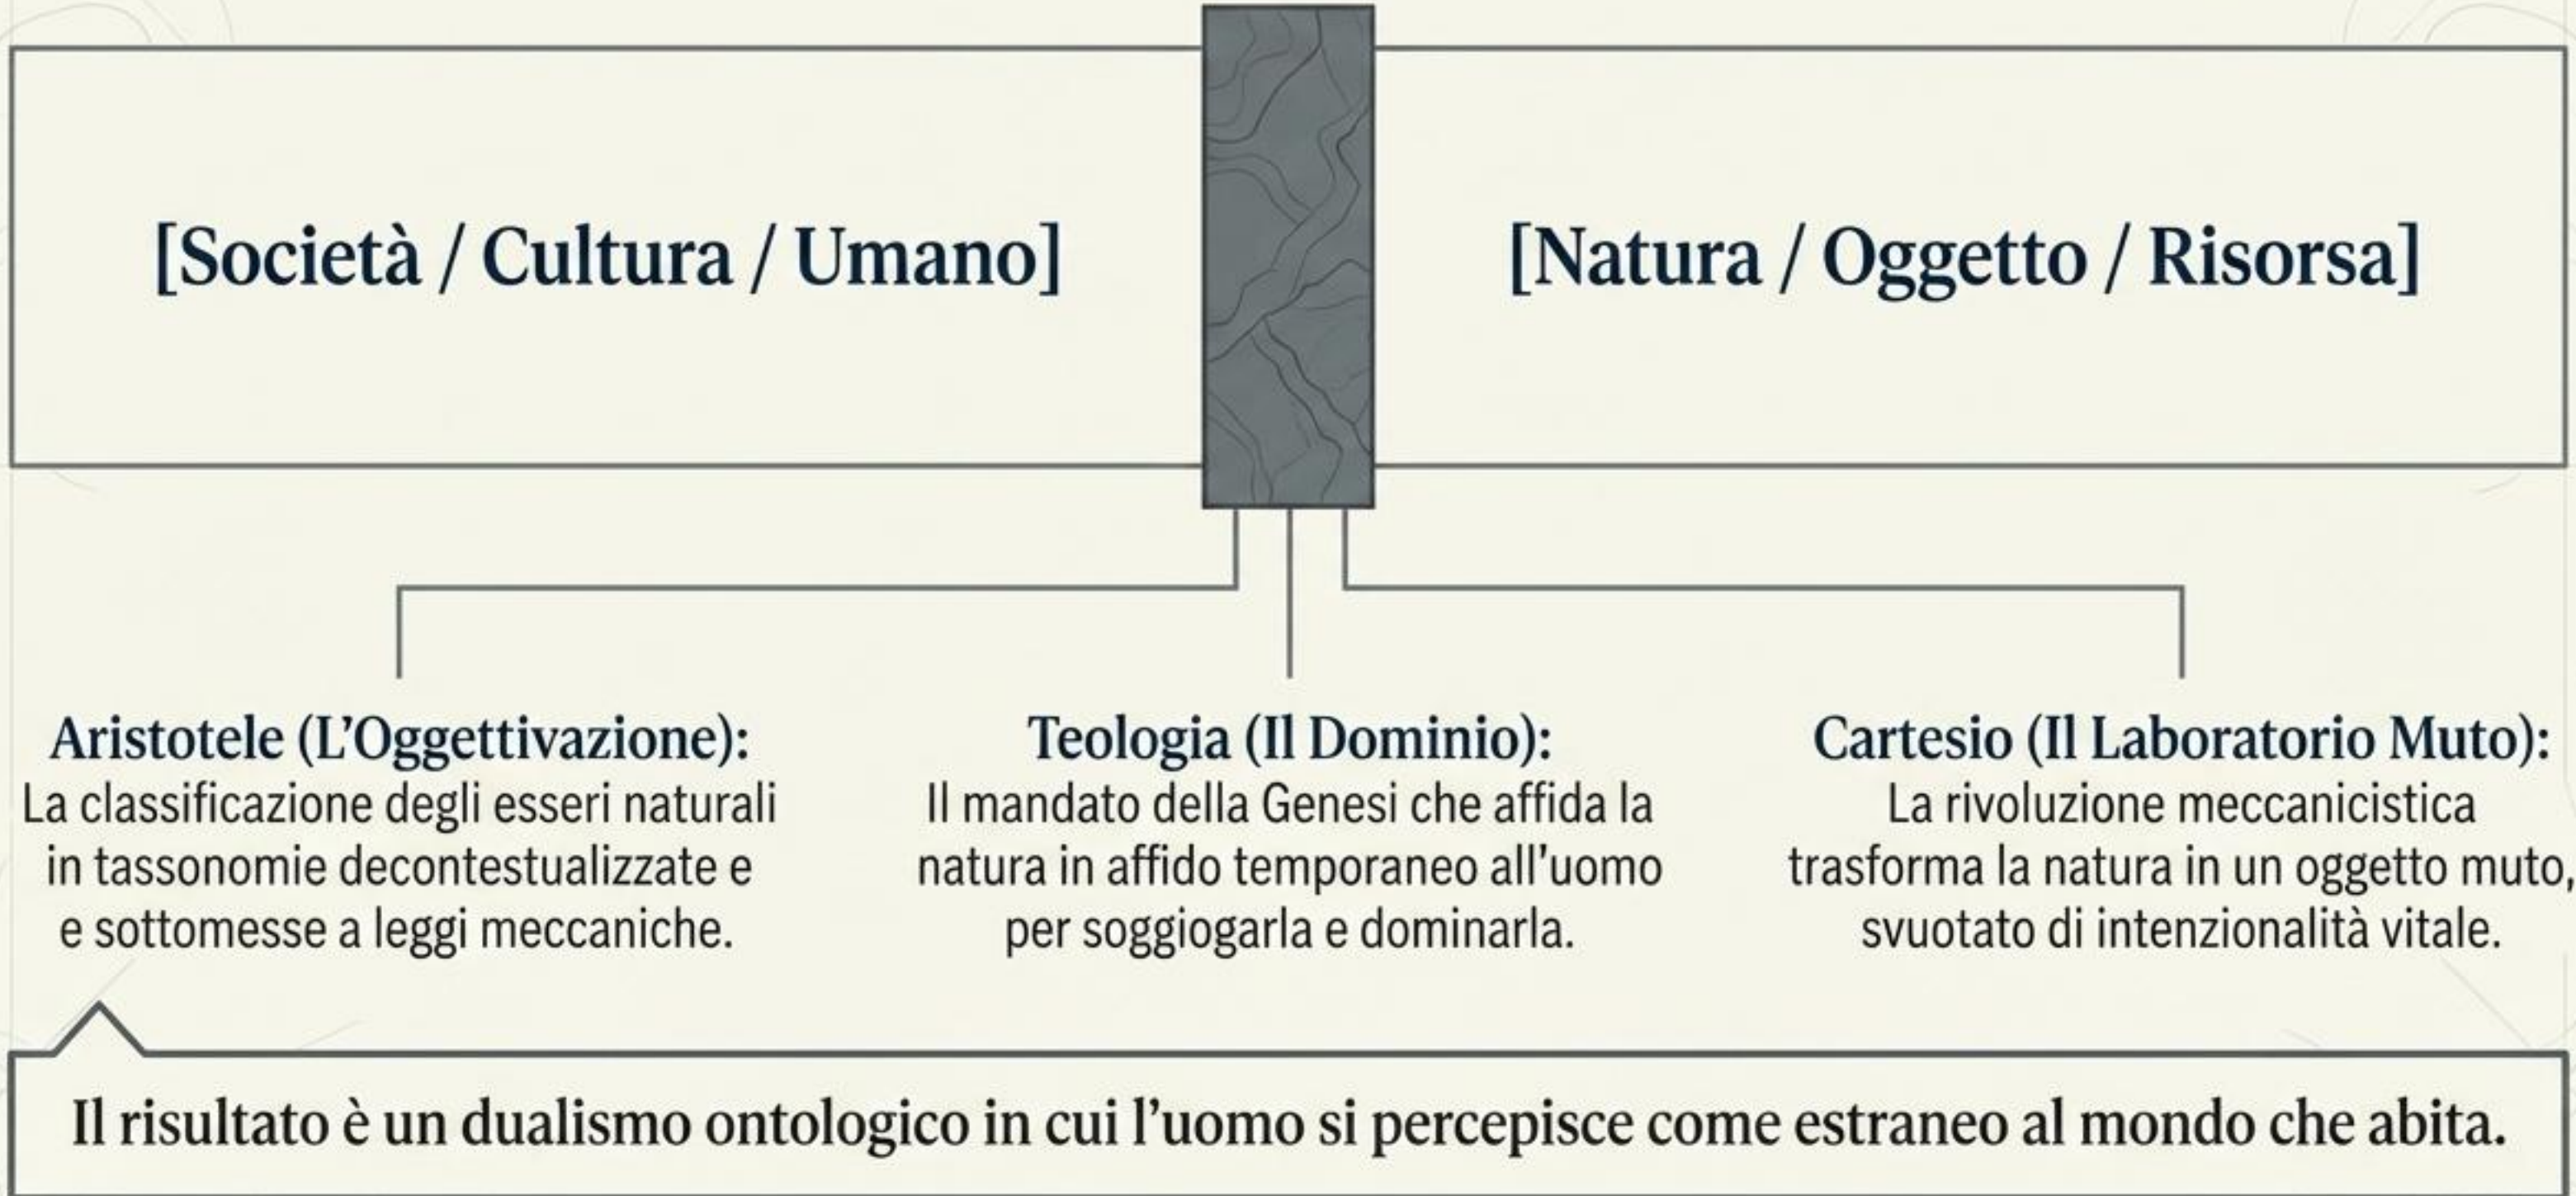 [Società / Cultura / Umano]
[Natura / Oggetto / Risorsa]
Aristotele (L’Oggettivazione):
La classificazione degli esseri naturali
in tassonomie decontestualizzate e
e sottomesse a leggi meccaniche.
Teologia (Il Dominio):
Il mandato della Genesi che affida la
natura in affido temporaneo all'uomo
per soggiogarla e dominarla.
Cartesio (Il Laboratorio Muto):
La rivoluzione meccanicistica
trasforma la natura in un oggetto muto,
svuotato di intenzionalità vitale.
Il risultato è un dualismo ontologico in cui l’uomo si percepisce come estraneo al mondo che abita.